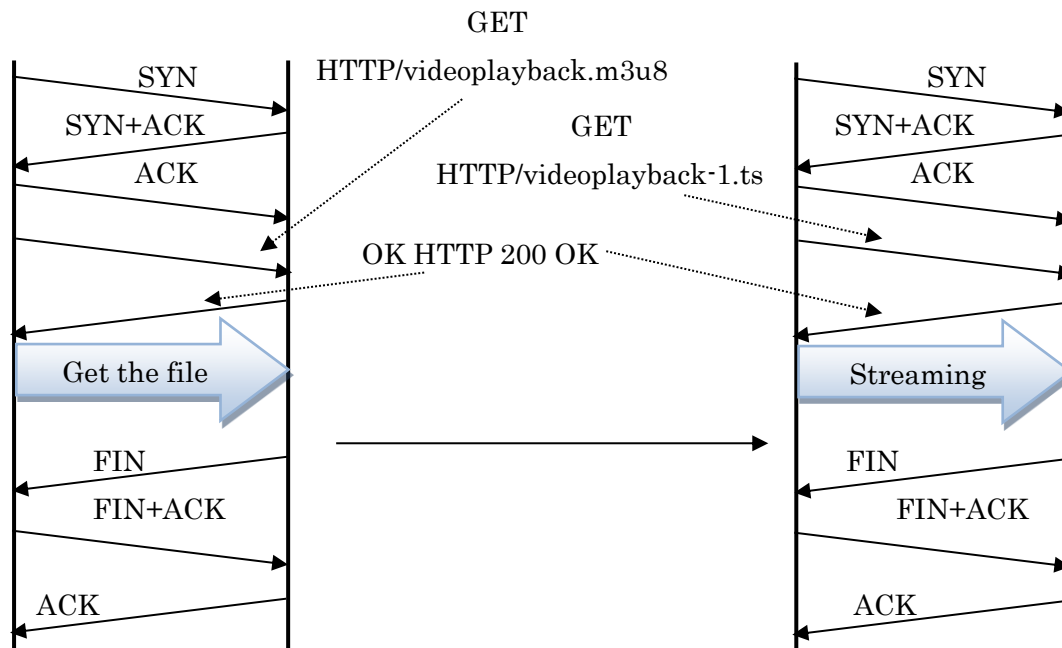 GET
HTTP/videoplayback.m3u8
SYN
SYN+ACK
ACK
GET
HTTP/videoplayback-1.ts
OK HTTP 200 OK
Get the file
FIN
FIN+ACK
ACK
SYN
SYN+ACK
ACK
Streaming
FIN
FIN+ACK
ACK